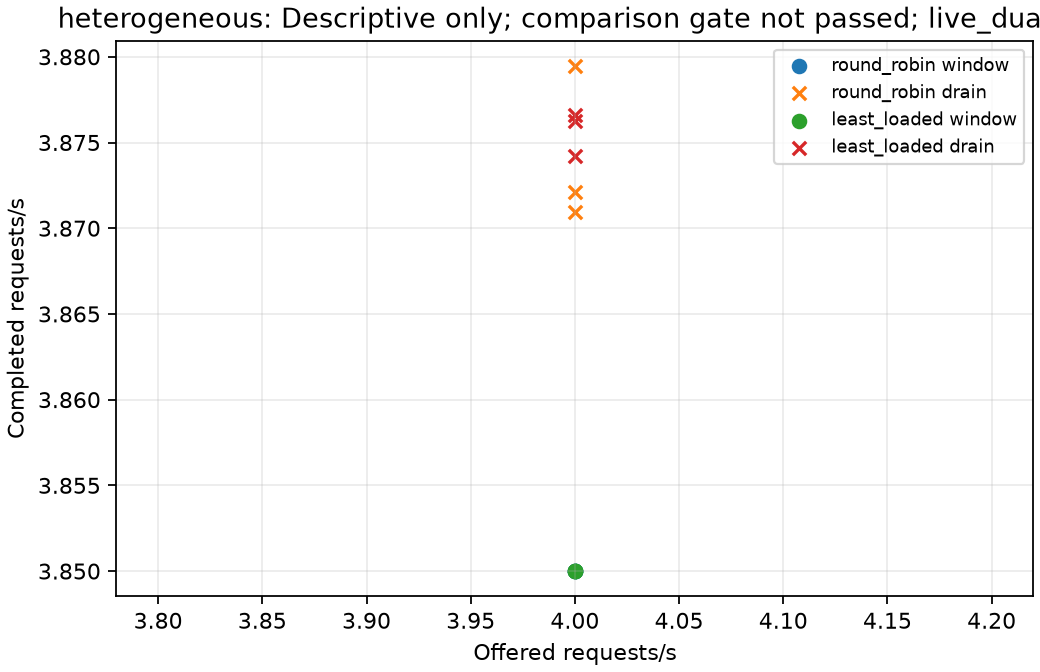 heterogeneous: Descriptive only; comparison gate not passed; live_dua
3.880
3.875
3.870
3.865
3.860
3.855
3.850
Completed requests/s
round_robin window
round_robin drain
least_loaded window
least_loaded drain
3.80 3.85 3.90 3.95 4.00 4.05 4.10 4.15 4.20
Offered requests/s